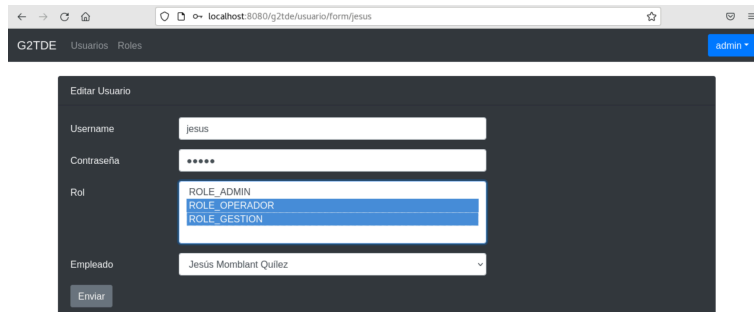 localhost:8080/g2tde/usuario/form/jesus
G2TDE Usuarios Roles admin
Editar Usuario
Username jesus
Contraseña •••••
Rol ROLE_ADMIN
ROLE_OPERADOR
ROLE_GESTION
Empleado Jesús Momblant Quílez
Enviar